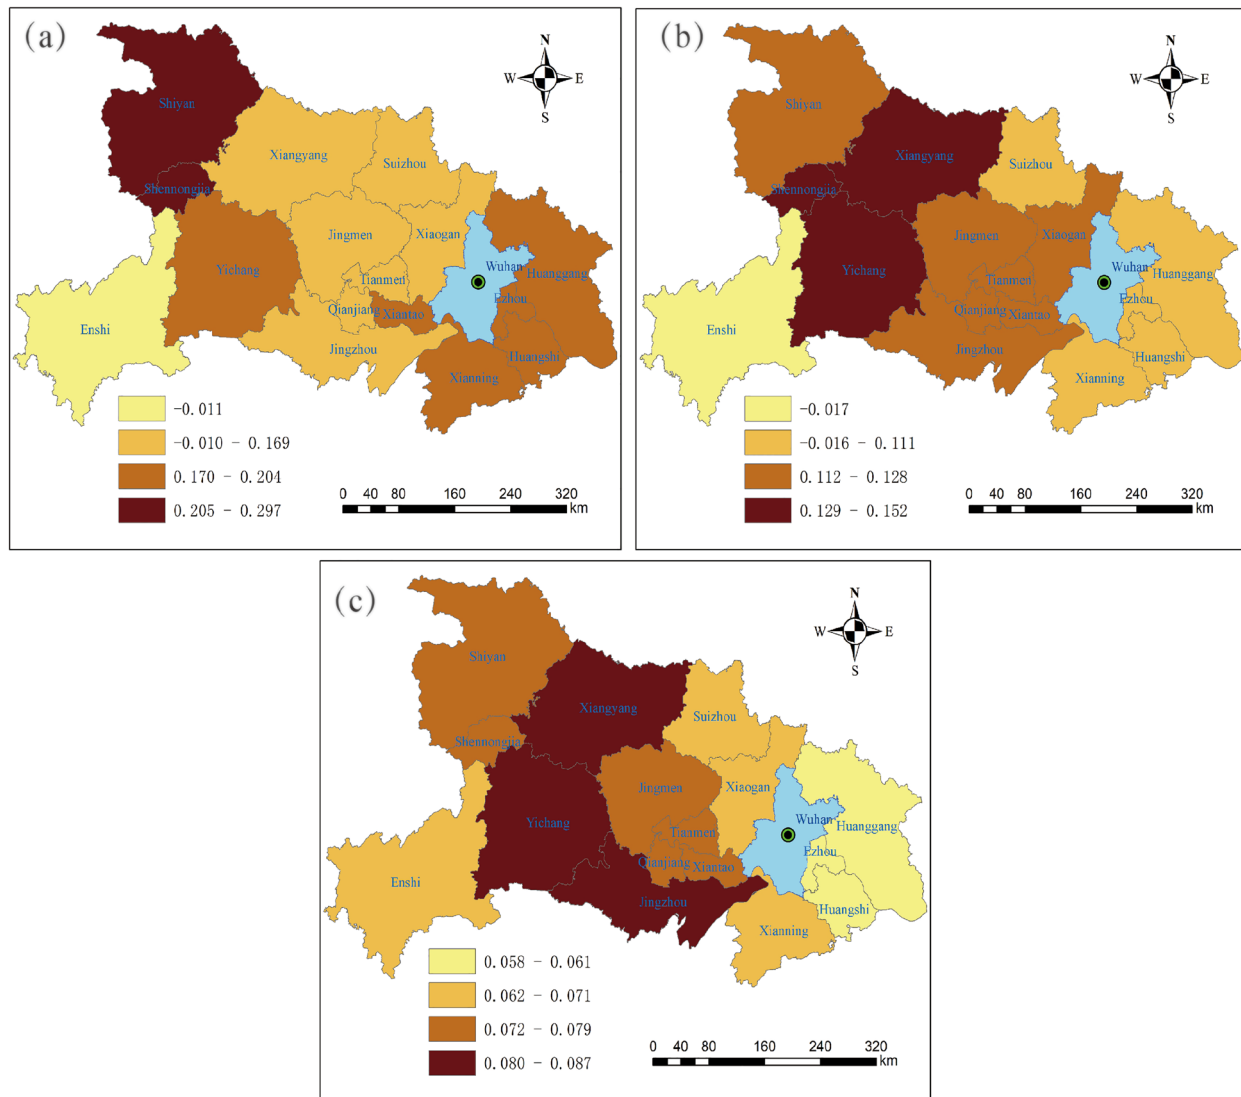 (a)
N
W E
S
Shiyan
Xiangyang
Suizhou
Shennongjia
Jingmen
Xiaogan
Yichang
Wuhan
Huanggang
Tianmen
Ezhou
Qianjiang
Xiantao
Enshi
Huangshi
Jingzhou
Xianning
-0.011
-0.010 - 0.169
0.170 - 0.204
0.205 - 0.297
0 40 80 160 240 320
km
(b)
N
W E
S
Shiyan
Xiangyang
Suizhou
Shennongjia
Jingmen
Xiaogan
Wuhan
Yichang
Huanggang
Tianmen
Ezhou
Qianjiang
Xiantao
Enshi
Jingzhou
Huangshi
Xianning
-0.017
-0.016 - 0.111
0.112 - 0.128
0.129 - 0.152
0 40 80 160 240 320
km
(c)
N
W E
S
Shiyan
Xiangyang
Suizhou
Shennongjia
Jingmen
Xiaogan
Yichang
Wuhan
Huanggang
Tianmen
Ezhou
Qianjiang
Xiantao
Enshi
Jingzhou
Huangshi
Xianning
0.058 - 0.061
0.062 - 0.071
0.072 - 0.079
0.080 - 0.087
0 40 80 160 240 320
km